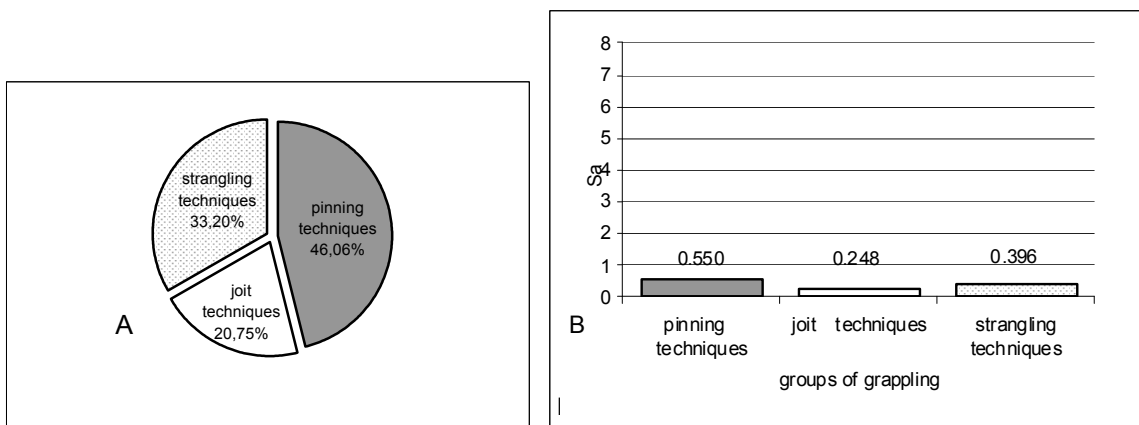 strangling
techniques
33,20%
pinning
techniques
46,06%
joit
techniques
20,75%
A
8
7
6
5
4
3
2
1
0
Sa
0.550
0.248
0.396
B
pinning
techniques
joit techniques
strangling
techniques
groups of grappling